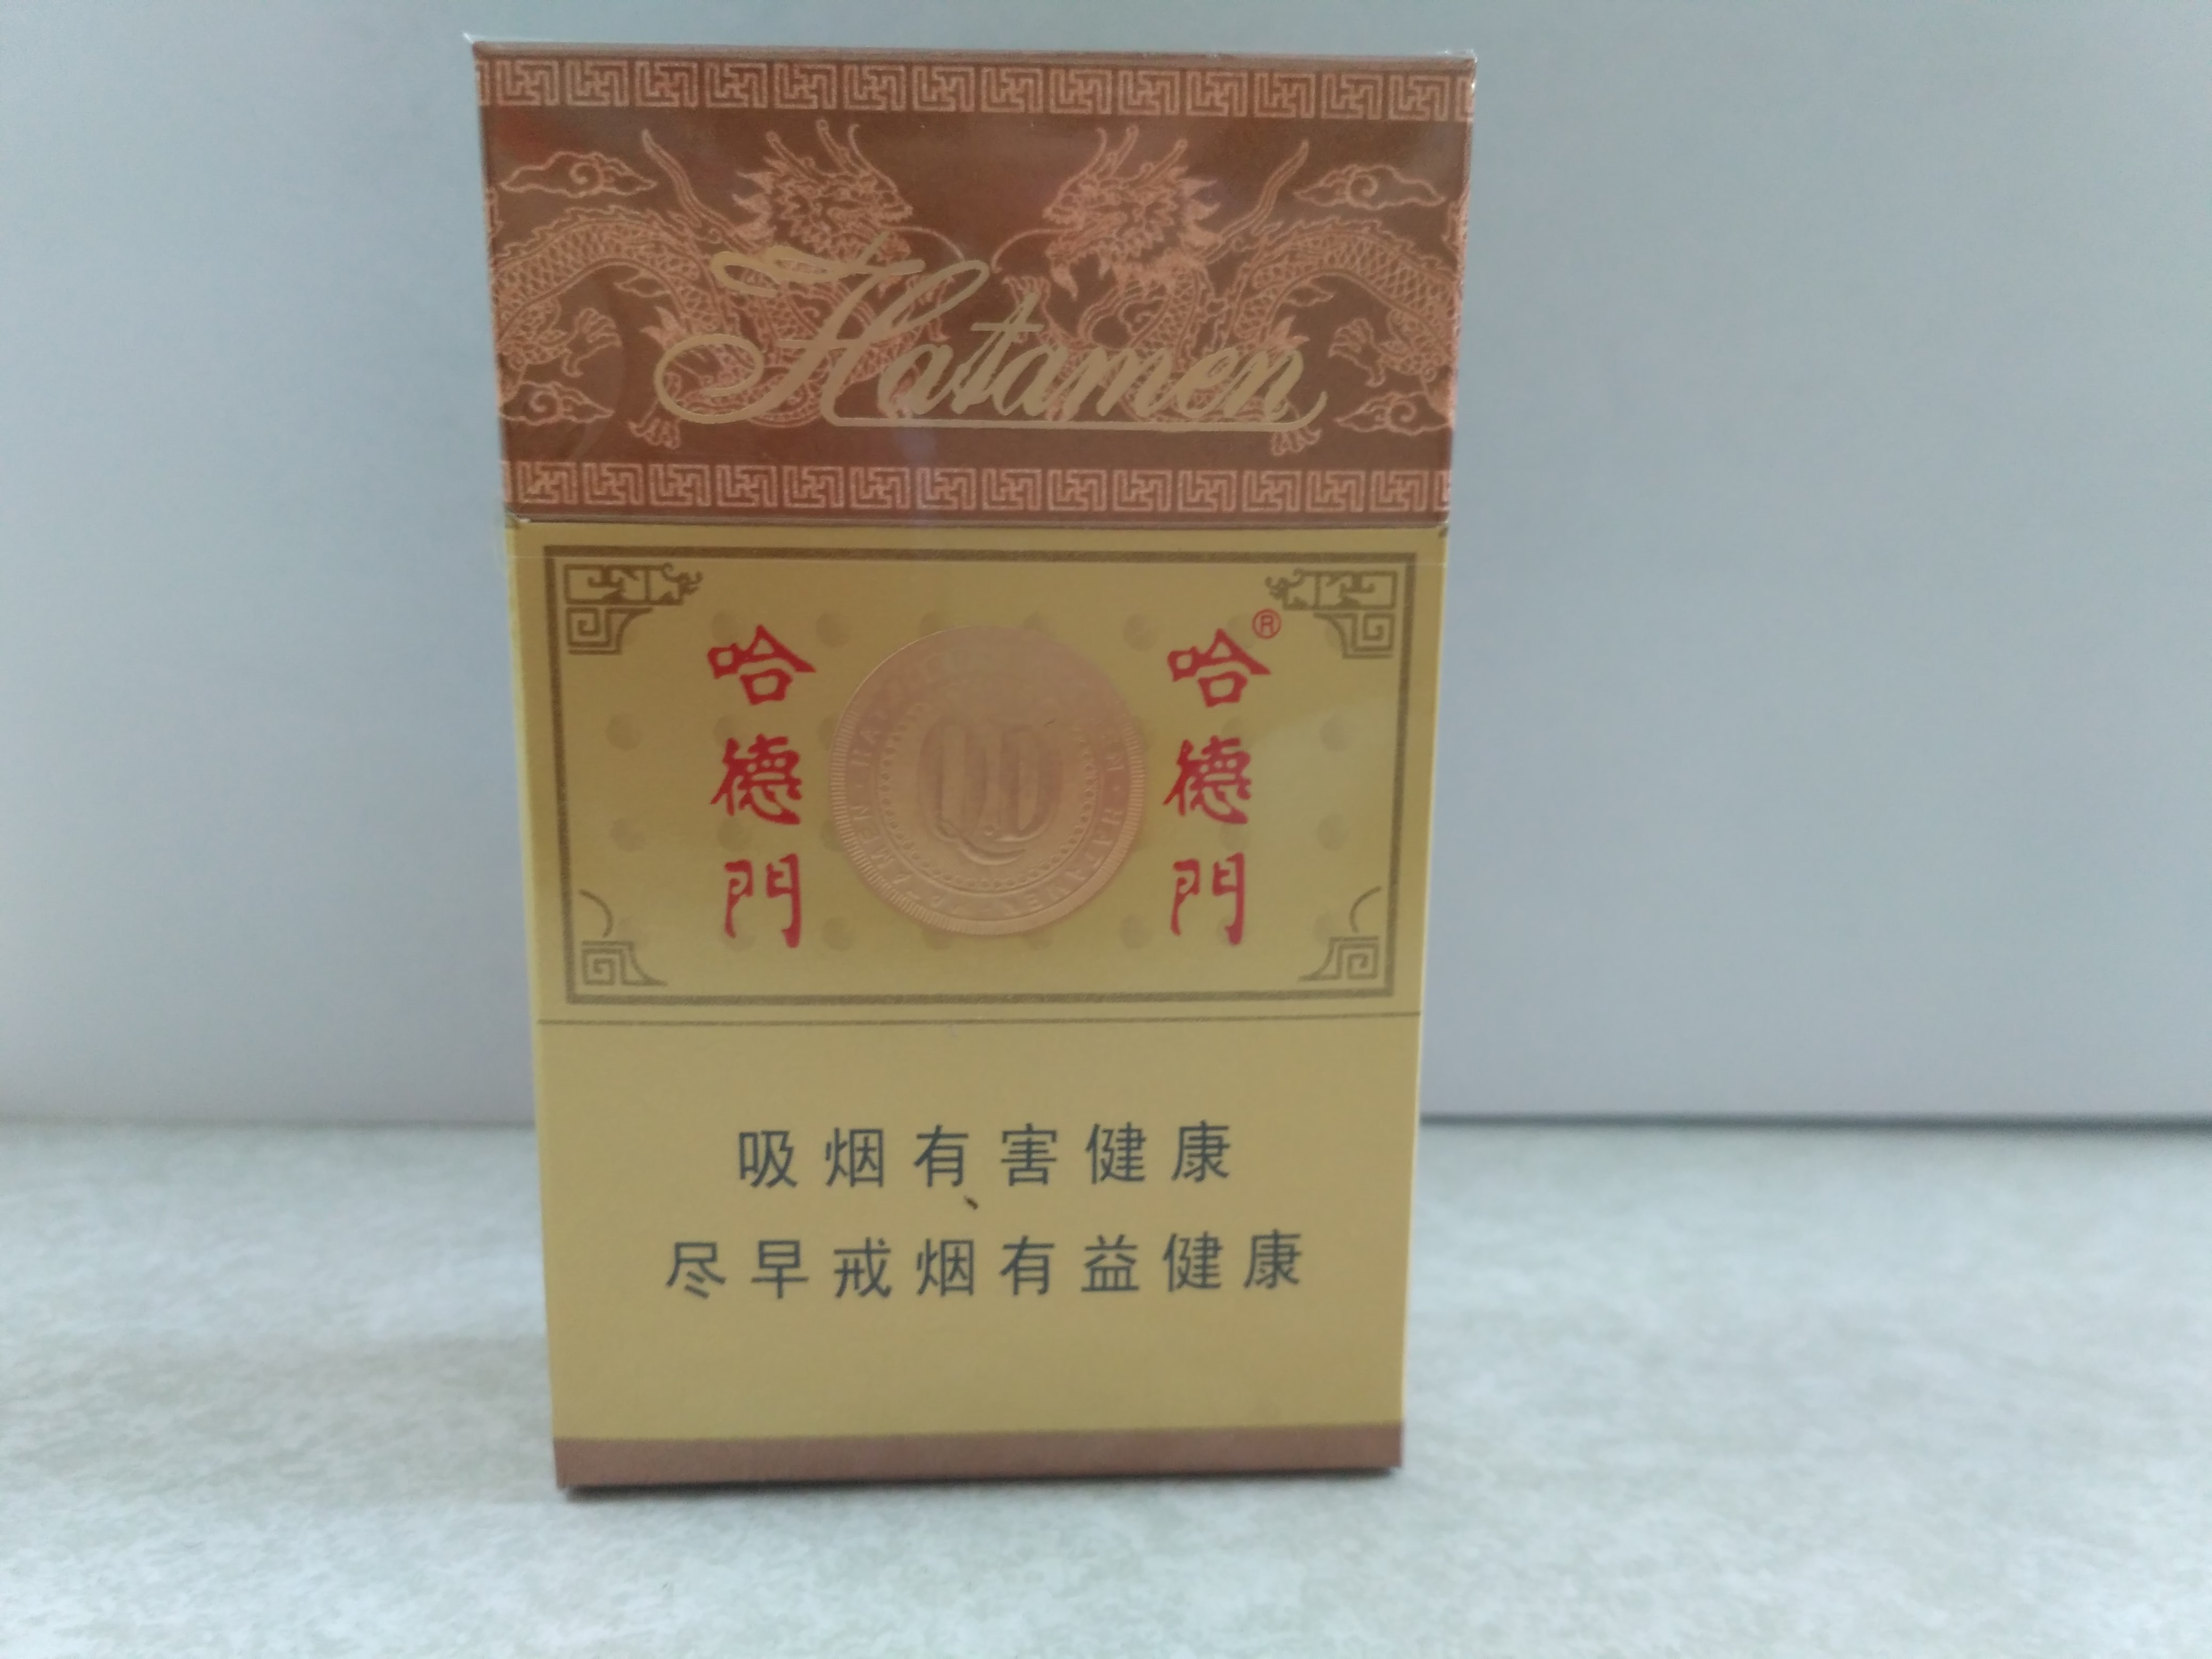 Hatamen
哈德門
QD
哈德門®
吸烟有害健康
尽早戒烟有益健康